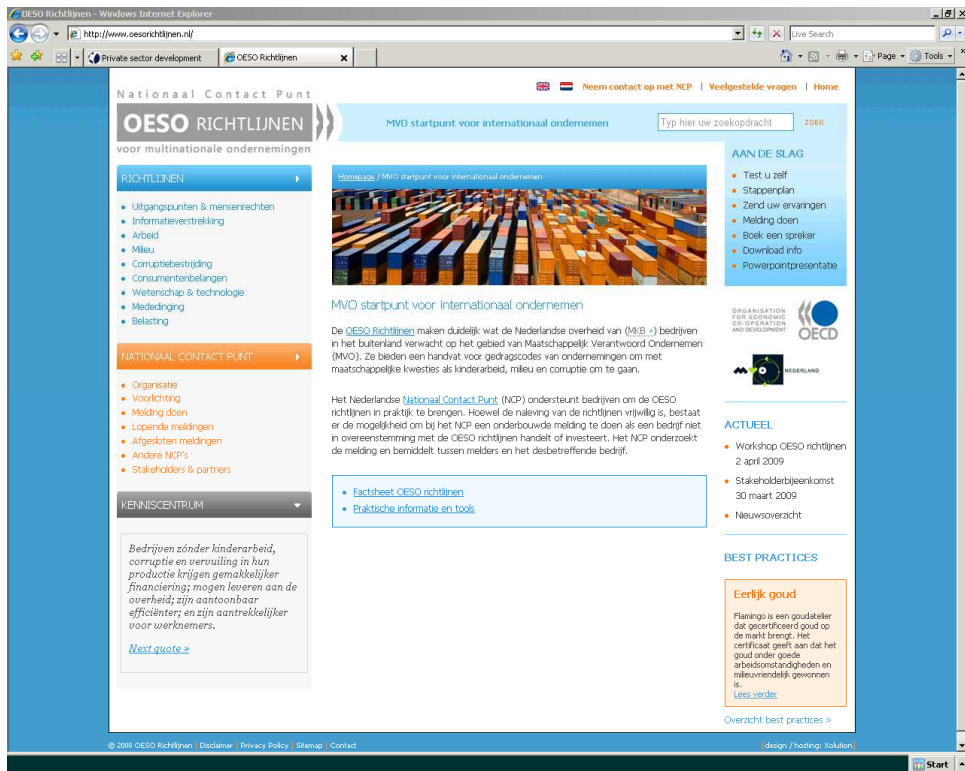 OESO Richtlijnen - Windows Internet Explorer
http://www.oesorichtlijnen.nl/
Live Search
Private sector development
OESO Richtlijnen
Page
Tools
Neem contact op met NCP | Veelgestelde vragen | Home
Nationaal Contact Punt
OESO RICHTLIJNEN
voor multinationale ondernemingen
MVO startpunt voor internationaal ondernemen
Typ hier uw zoekopdracht
ZOEK
RICHTLIJNEN
Uitgangspunten & mensenrechten
Informatieverstrekking
Arbeid
Milieu
Corruptiebestrijding
Consumentenbelangen
Wetenschap & technologie
Mededinging
Belasting
NATIONAAL CONTACT PUNT
Organisatie
Voorlichting
Melding doen
Lopende meldingen
Afgesloten meldingen
Andere NCP's
Stakeholders & partners
KENNISCENTRUM
Bedrijven zónder kinderarbeid,
corruptie en vervuiling in hun
productie krijgen gemakkelijker
financiering; mogen leveren aan de
overheid; zijn aantoonbaar
efficiënter; en zijn aantrekkelijker
voor werknemers.
Next quote »
Homepage / MVO startpunt voor internationaal ondernemen
MVO startpunt voor internationaal ondernemen
De OESO Richtlijnen maken duidelijk wat de Nederlandse overheid van (MKB) bedrijven
in het buitenland verwacht op het gebied van Maatschappelijk Verantwoord Ondernemen
(MVO). Ze bieden een handvat voor gedragscodes van ondernemingen om met
maatschappelijke kwesties als kinderarbeid, milieu en corruptie om te gaan.
Het Nederlandse Nationaal Contact Punt (NCP) ondersteunt bedrijven om de OESO
richtlijnen in praktijk te brengen. Hoewel de naleving van de richtlijnen vrijwillig is, bestaat
er de mogelijkheid om bij het NCP een onderbouwde melding te doen als een bedrijf niet
in overeenstemming met de OESO richtlijnen handelt of investeert. Het NCP onderzoekt
de melding en bemiddelt tussen melders en het desbetreffende bedrijf.
Factsheet OESO richtlijnen
Praktische informatie en tools
AAN DE SLAG
Test u zelf
Stappenplan
Zend uw ervaringen
Melding doen
Boek een spreker
Download info
Powerpointpresentatie
ORGANISATION
FOR ECONOMIC
CO-OPERATION
AND DEVELOPMENT
OECD
NEDERLAND
ACTUEEL
Workshop OESO richtlijnen
2 april 2009
Stakeholderbijeenkomst
30 maart 2009
Nieuwsoverzicht
BEST PRACTICES
Eerlijk goud
Flamingo is een goudatelier
dat gecertificeerd goud op
de markt brengt. Het
certificaat geeft aan dat het
goud onder goede
arbeidsomstandigheden en
milieuvriendelijk gewonnen
is.
Lees verder
Overzicht best practices »
© 2008 OESO Richtlijnen | Disclaimer | Privacy Policy | Sitemap | Contact
[design / hosting: Xolution]
Start